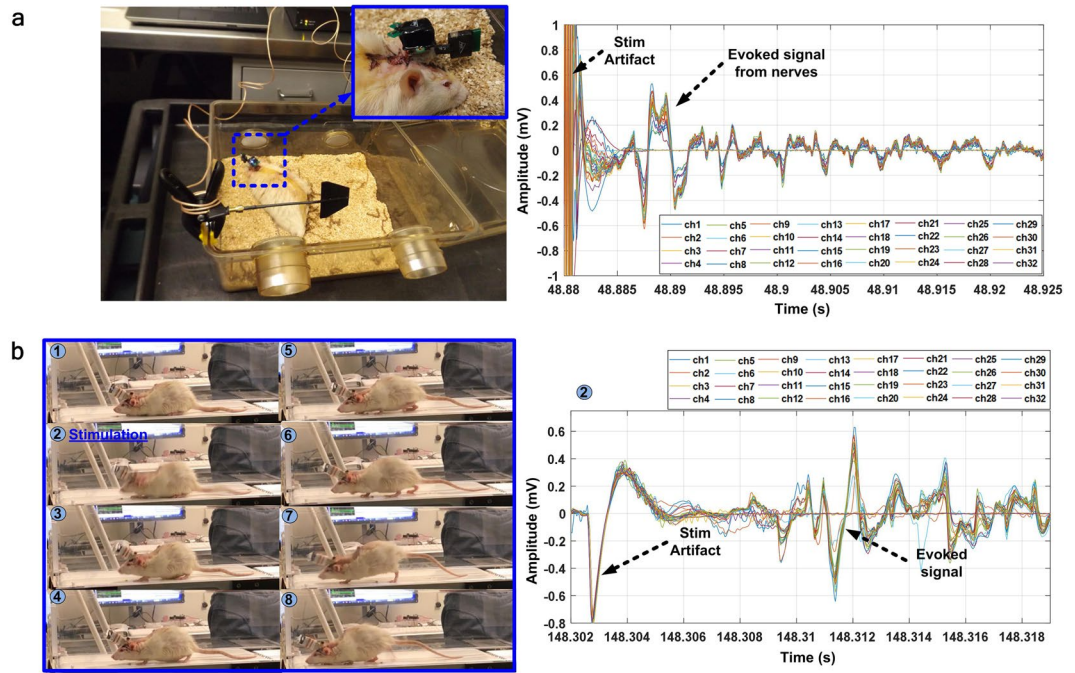 a
Stim
Artifact
Evoked signal
from nerves
Amplitude (mV)
1
0.8
0.6
0.4
0.2
0
-0.2
-0.4
-0.6
-0.8
-1
ch1 ch5 ch9 ch13 ch17 ch21 ch25 ch29
ch2 ch6 ch10 ch14 ch18 ch22 ch26 ch30
ch3 ch7 ch11 ch15 ch19 ch23 ch27 ch31
ch4 ch8 ch12 ch16 ch20 ch24 ch28 ch32
48.88 48.885 48.89 48.895 48.9 48.905 48.91 48.915 48.92 48.925
Time (s)
b
1
5
2 Stimulation
6
3
7
4
8
ch1 ch5 ch9 ch13 ch17 ch21 ch25 ch29
ch2 ch6 ch10 ch14 ch18 ch22 ch26 ch30
ch3 ch7 ch11 ch15 ch19 ch23 ch27 ch31
ch4 ch8 ch12 ch16 ch20 ch24 ch28 ch32
2
Amplitude (mV)
0.6
0.4
0.2
0
-0.2
-0.4
-0.6
-0.8
Stim
Artifact
Evoked
signal
148.302 148.304 148.306 148.308 148.31 148.312 148.314 148.316 148.318
Time (s)